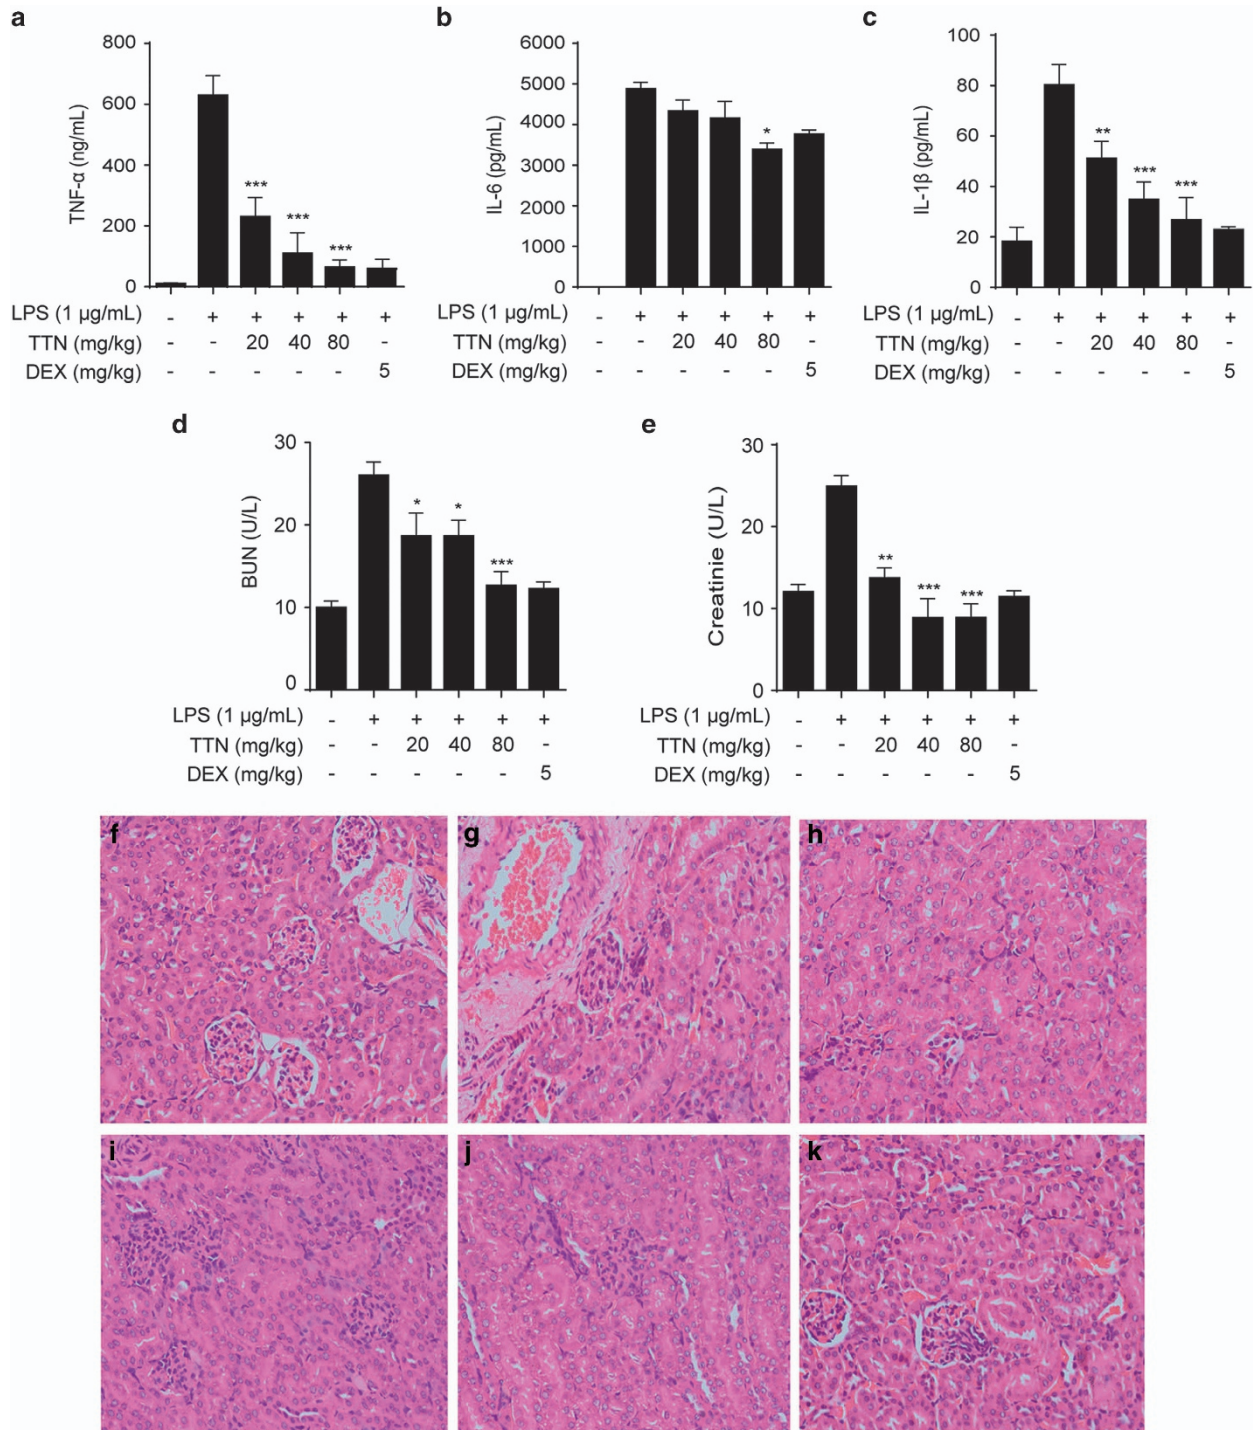 a
800
600
400
200
0
TNF-α (ng/mL)
***
***
***
LPS (1 µg/mL) - + + + + +
TTN (mg/kg) - - 20 40 80 -
DEX (mg/kg) - - - - - 5
b
6000
5000
4000
3000
2000
1000
0
IL-6 (pg/mL)
*
LPS (1 µg/mL) - + + + + +
TTN (mg/kg) - - 20 40 80 -
DEX (mg/kg) - - - - - 5
c
100
80
60
40
20
0
IL-1β (pg/mL)
**
***
***
LPS (1 µg/mL) - + + + + +
TTN (mg/kg) - - 20 40 80 -
DEX (mg/kg) - - - - - 5
d
30
20
10
0
BUN (U/L)
*
*
***
LPS (1 µg/mL) - + + + + +
TTN (mg/kg) - - 20 40 80 -
DEX (mg/kg) - - - - - 5
e
30
20
10
0
Creatinie (U/L)
**
***
***
LPS (1 µg/mL) - + + + + +
TTN (mg/kg) - - 20 40 80 -
DEX (mg/kg) - - - - - 5
f
g
h
i
j
k